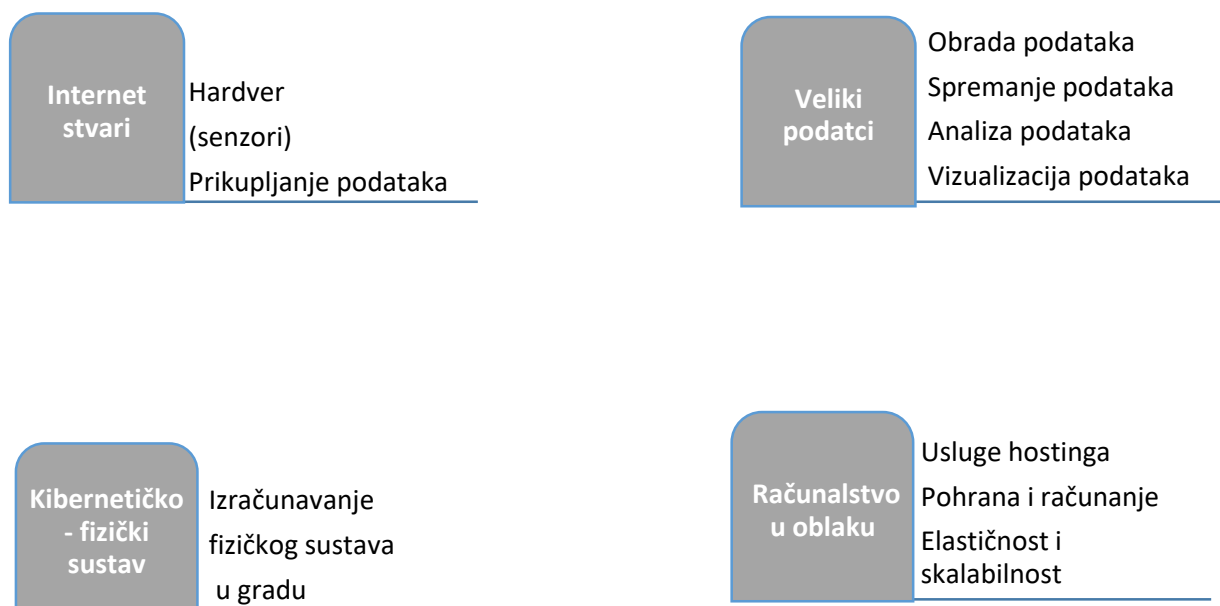 Internet
stvari
Hardver
(senzori)
Prikupljanje podataka
Veliki
podatci
Obrada podataka
Spremanje podataka
Analiza podataka
Vizualizacija podataka
Kibernetičko
- fizički
sustav
Izračunavanje
fizičkog sustava
u gradu
Računalstvo
u oblaku
Usluge hostinga
Pohrana i računanje
Elastičnost i
skalabilnost